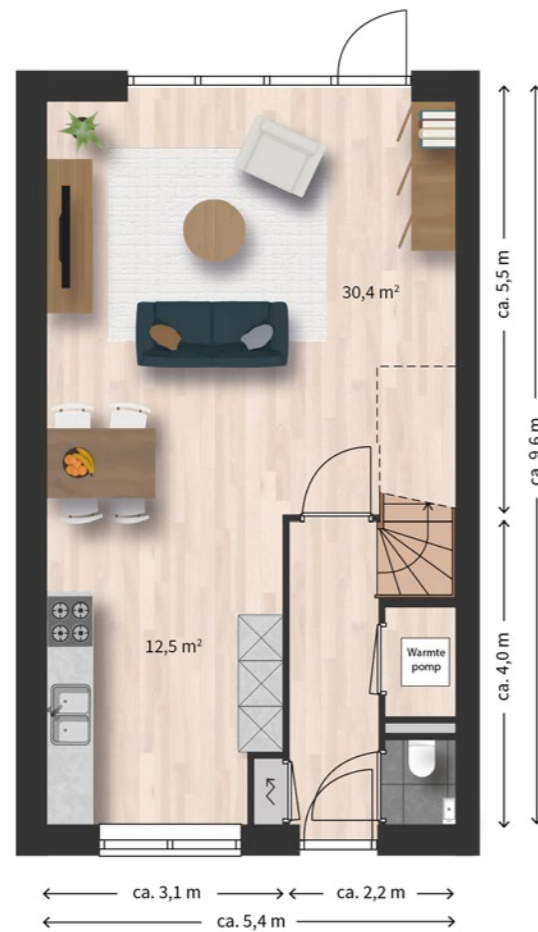 30,4 m²
ca. 5,5 m
ca. 9,6 m
12,5 m²
Warmte
pomp
ca. 4,0 m
ca. 3,1 m
ca. 2,2 m
ca. 5,4 m